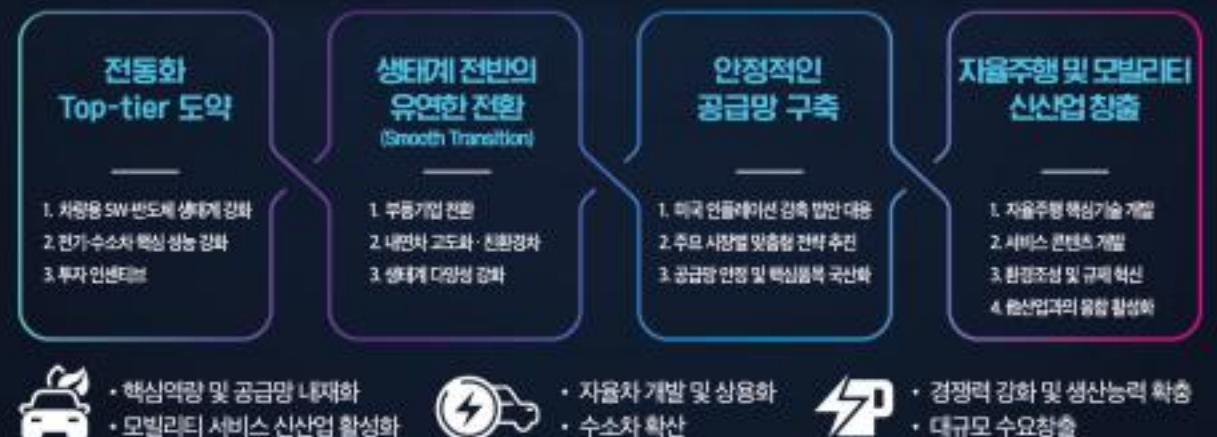 전동화
Top-tier 도약
1. 차량용 SW·반도체 생태계 강화
2. 전기·수소차 핵심 성능 강화
3. 투자 인센티브
생태계 전반의
유연한 전환
(Smooth Transition)
1. 부품기업 전환
2. 내연차 고도화 · 친환경차
3. 생태계 다양성 강화
안정적인
공급망 구축
1. 미국 인플레이션 감축 법안 대응
2. 주요 시장별 맞춤형 전략 추진
3. 공급망 안정 및 핵심품목 국산화
자율주행 및 모빌리티
신산업 창출
1. 자율주행 핵심기술 개발
2. 서비스 콘텐츠 개발
3. 환경조성 및 규제 혁신
4. 他산업과의 융합 활성화
• 핵심역량 및 공급망 내재화
• 모빌리티 서비스 신산업 활성화
• 자율차 개발 및 상용화
• 수소차 확산
• 경쟁력 강화 및 생산능력 확충
• 대규모 수요창출